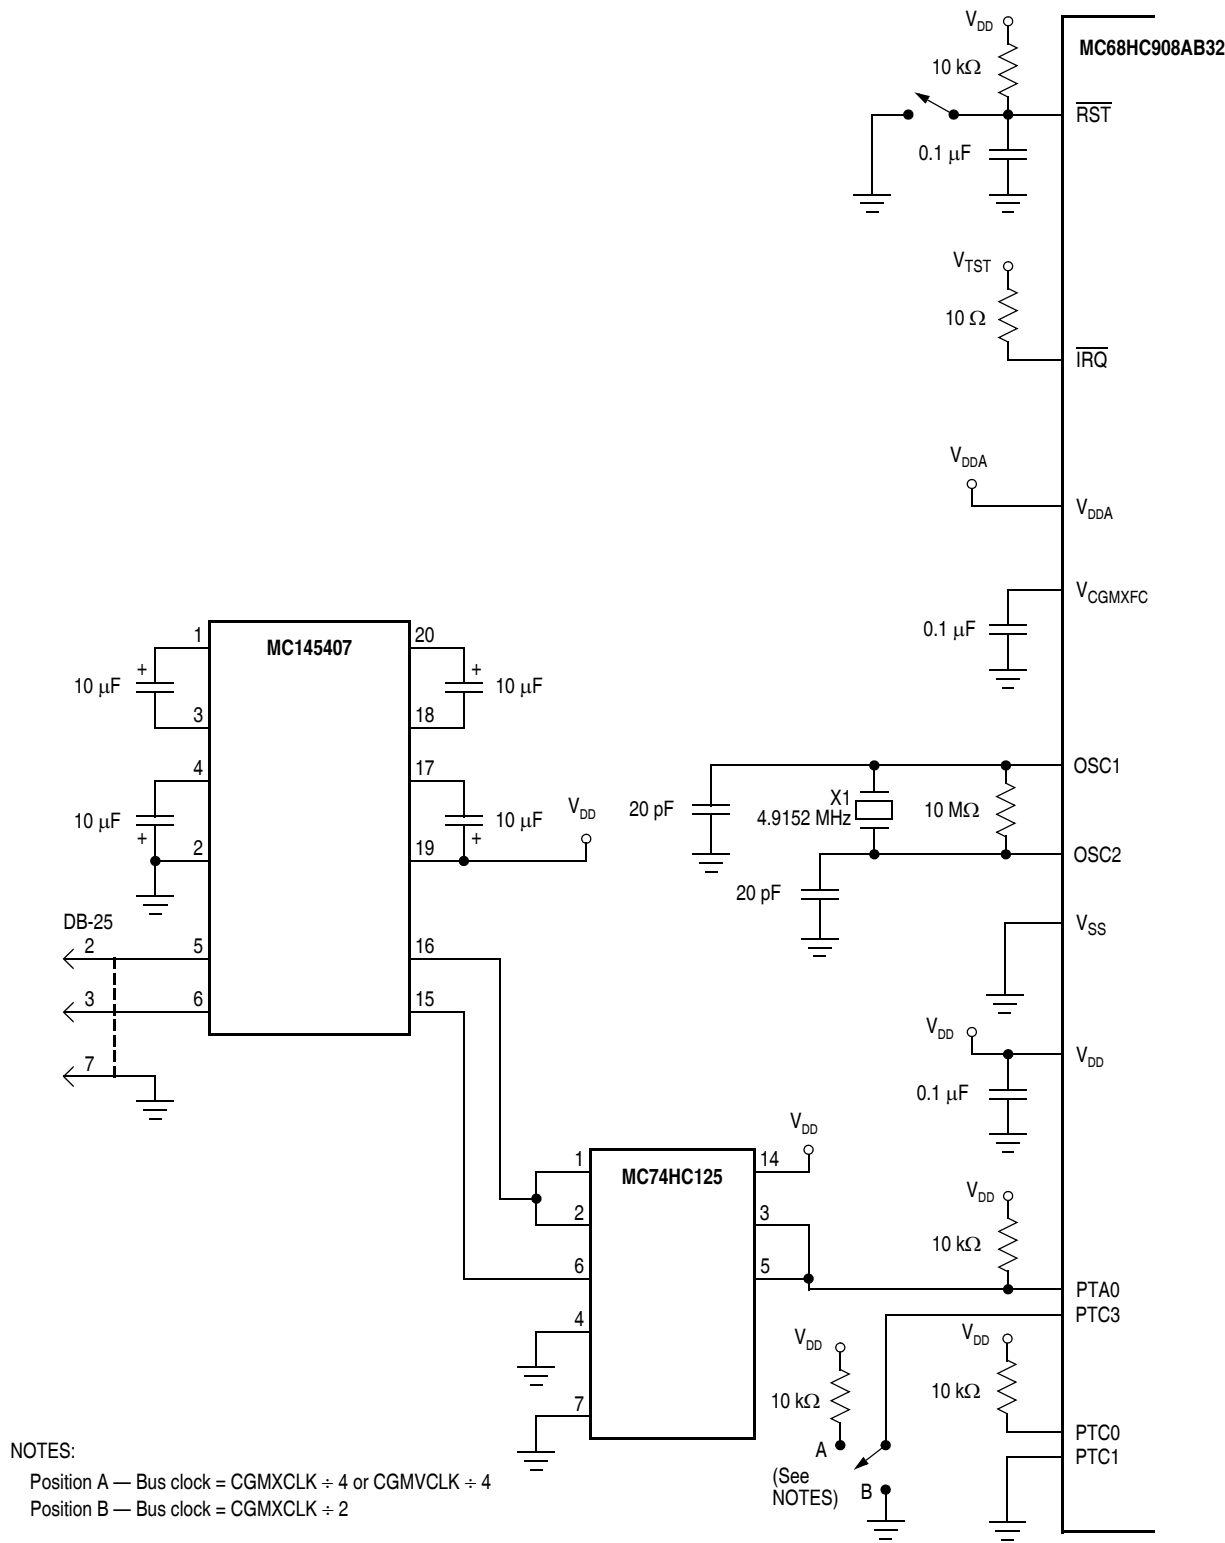 V_DD
MC68HC908AB32
10 kΩ
RST
0.1 µF
V_TST
10 Ω
IRQ
V_DDA
V_DDA
V_CGMXFC
0.1 µF
MC145407
1
20
+
10 µF
+
10 µF
3
18
4
17
10 µF
+
10 µF
+
V_DD
2
19
OSC1
20 pF
X1
4.9152 MHz
10 MΩ
OSC2
20 pF
DB-25
2
5
16
V_SS
3
6
15
7
V_DD
V_DD
0.1 µF
V_DD
MC74HC125
1
14
2
3
6
5
4
7
V_DD
10 kΩ
PTA0
PTC3
V_DD
10 kΩ
V_DD
10 kΩ
PTC0
PTC1
A
(See
NOTES)
B
NOTES:
Position A — Bus clock = CGMXCLK ÷ 4 or CGMVCLK ÷ 4
Position B — Bus clock = CGMXCLK ÷ 2